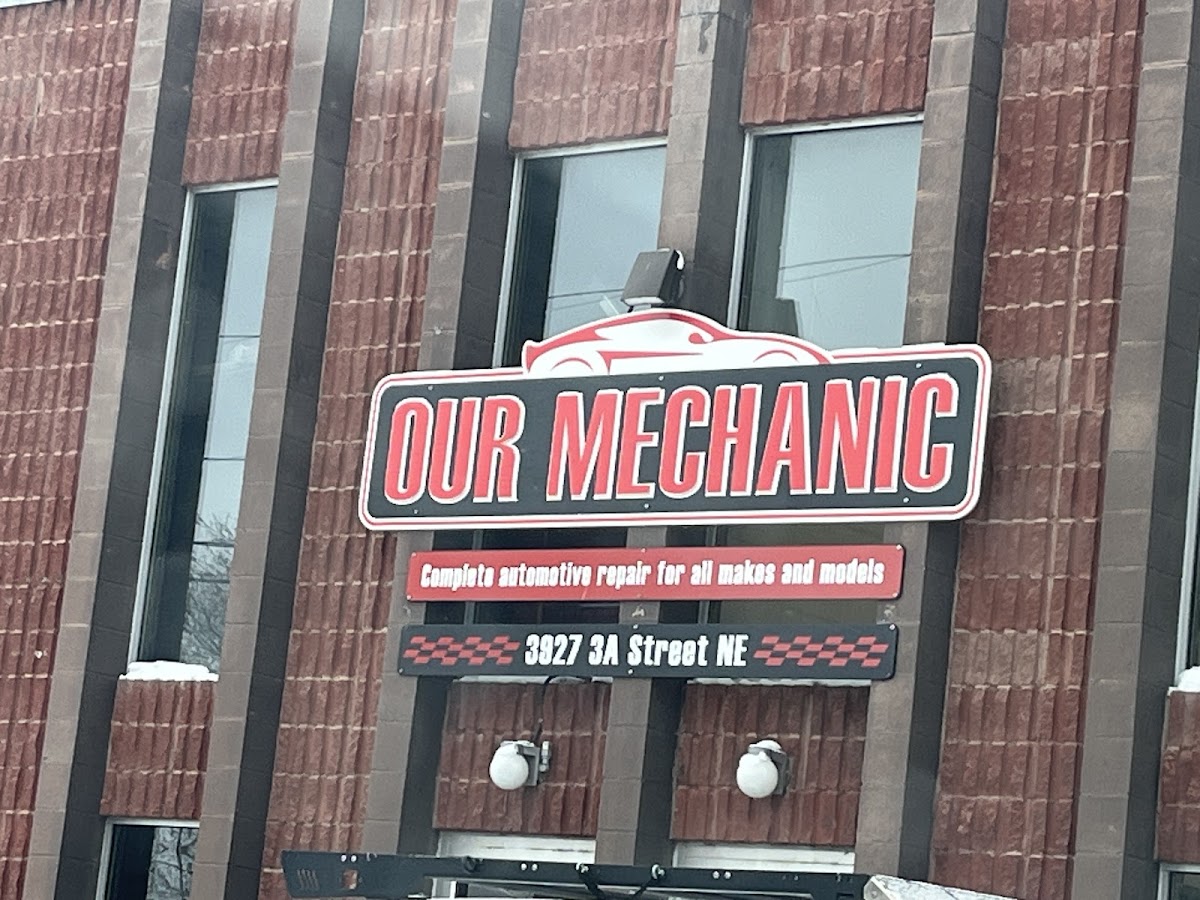 OUR MECHANIC
Complete automotive repair for all makes and models
3927 3A Street NE